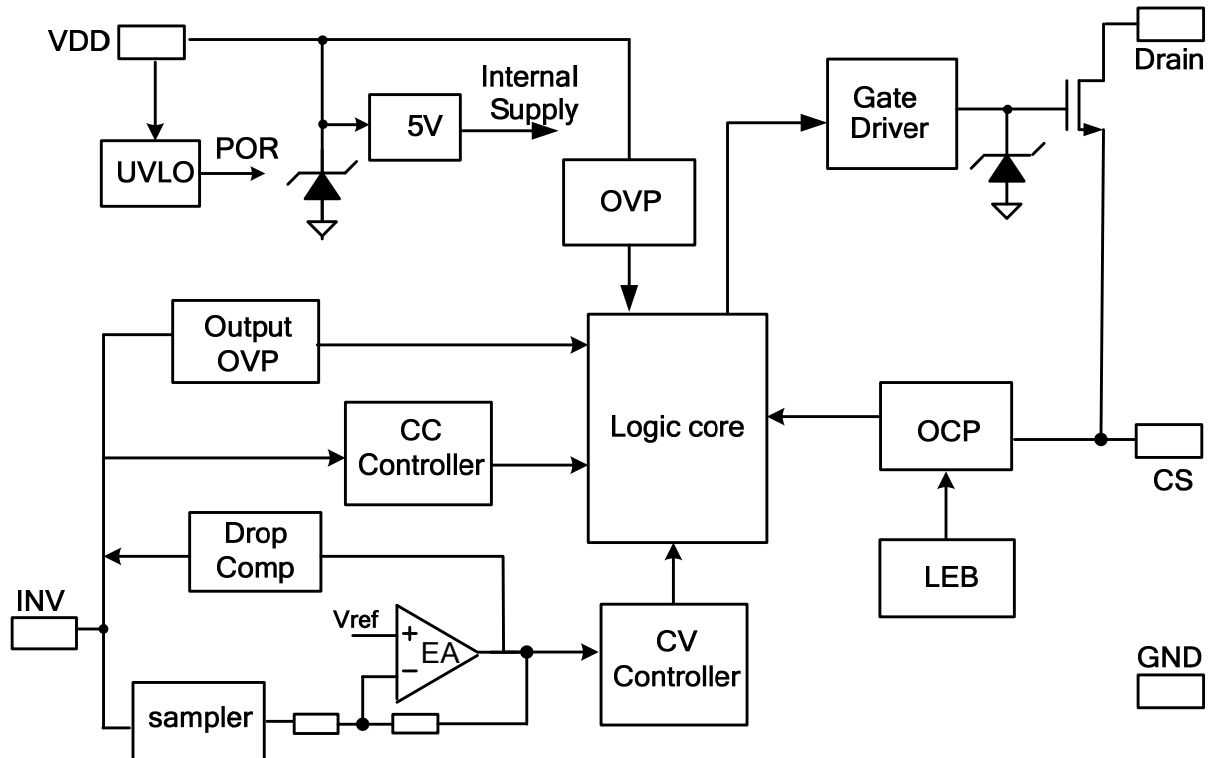 VDD
Drain
Internal
Supply
Gate
Driver
5V
POR
UVLO
OVP
Output
OVP
Logic core
CC
Controller
OCP
CS
Drop
Comp
LEB
INV
Vref
+
EA
−
CV
Controller
GND
sampler